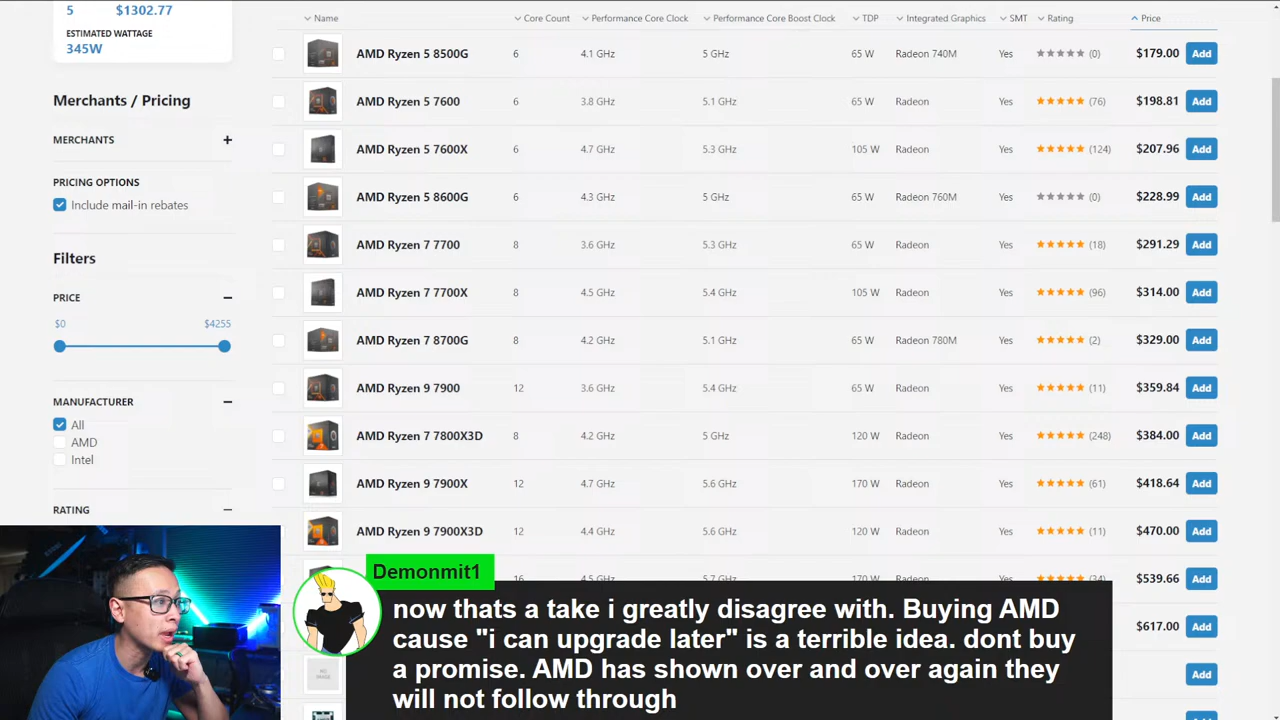 5 $1302.77
ESTIMATED WATTAGE
345W
Merchants / Pricing
MERCHANTS +
PRICING OPTIONS
Include mail-in rebates
Filters
PRICE
$0 $4255
MANUFACTURER
All
AMD
Intel
RATING
Name Core Count Performance Core Clock Performance Core Boost Clock TDP Integrated Graphics SMT Rating Price
AMD Ryzen 5 8500G 6 4.1 GHz 5 GHz 65 W Radeon 740M Yes (0) $179.00 Add
AMD Ryzen 5 7600 6 3.8 GHz 5.1 GHz 65 W Radeon Yes (76) $198.81 Add
AMD Ryzen 5 7600X 6 4.7 GHz 5.3 GHz 105 W Radeon Yes (124) $207.96 Add
AMD Ryzen 5 8600G 6 4.3 GHz 5 GHz 65 W Radeon 760M Yes (0) $228.99 Add
AMD Ryzen 7 7700 8 3.6 GHz 5.3 GHz 65 W Radeon Yes (18) $291.29 Add
AMD Ryzen 7 7700X 8 4.5 GHz 5.4 GHz 105 W Radeon Yes (96) $314.00 Add
AMD Ryzen 7 8700G 8 4.2 GHz 5.1 GHz 65 W Radeon 780M Yes (2) $329.00 Add
AMD Ryzen 9 7900 12 3.6 GHz 5.4 GHz 65 W Radeon Yes (11) $359.84 Add
AMD Ryzen 7 7800X3D 8 4.2 GHz 5 GHz 120 W Radeon Yes (248) $384.00 Add
AMD Ryzen 9 7900X 12 4.7 GHz 5.6 GHz 170 W Radeon Yes (61) $418.64 Add
AMD Ryzen 9 7900X3D 12 4.4 GHz 5.6 GHz 120 W Radeon Yes (11) $470.00 Add
$539.66 Add
$617.00 Add
Add
Demonmit1
now thats a take i greatly disagree with. Buying AMD
cause "i can upgrade later" is a terrible idea. dont buy
a promise. AMD has shown over and over again they
will not follow through